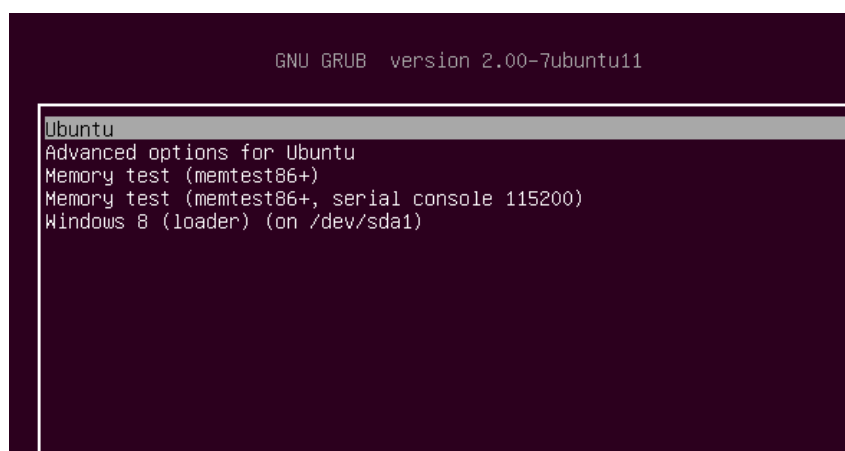 GNU GRUB  version 2.00-7ubuntu11
Ubuntu
Advanced options for Ubuntu
Memory test (memtest86+)
Memory test (memtest86+, serial console 115200)
Windows 8 (loader) (on /dev/sda1)